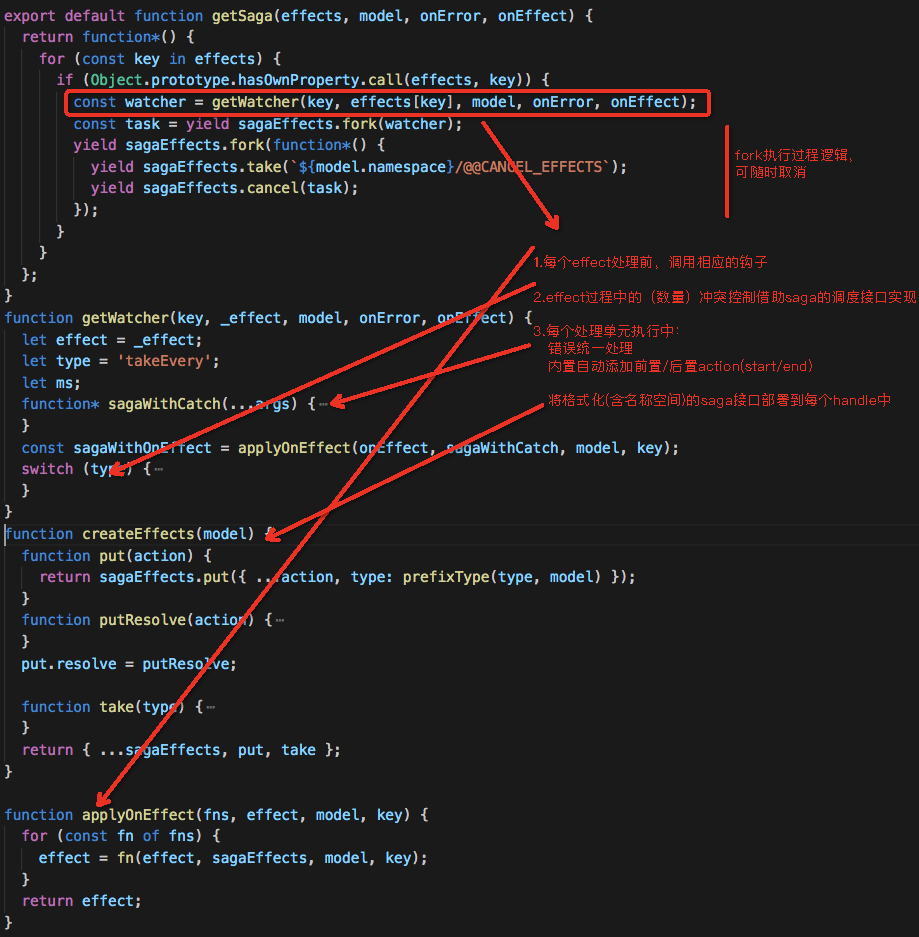 export default function getSaga(effects, model, onError, onEffect) {
return function*() {
for (const key in effects) {
if (Object.prototype.hasOwnProperty.call(effects, key)) {
const watcher = getWatcher(key, effects[key], model, onError, onEffect);
const task = yield sagaEffects.fork(watcher);
yield sagaEffects.fork(function*() {
fork执行过程逻辑,
yield sagaEffects.take(`${model.namespace}/@@CANCEL_EFFECTS`);
可随时取消
yield sagaEffects.cancel(task);
});
}
}
1.每个effect处理前，调用相应的钩子
};
}
2.effect过程中的（数量）冲突控制借助saga的调度接口实现
function getWatcher(key, _effect, model, onError, onEffect) {
3.每个处理单元执行中:
let effect = _effect;
错误统一处理
let type = 'takeEvery';
内置自动添加前置/后置action(start/end)
let ms;
function* sagaWithCatch(...args) {⋯
将格式化(含名称空间)的saga接口部署到每个handle中
}
const sagaWithOnEffect = applyOnEffect(onEffect, sagaWithCatch, model, key);
switch (type) {⋯
}
}
function createEffects(model) {
function put(action) {
return sagaEffects.put({ ...action, type: prefixType(type, model) });
}
function putResolve(action) {⋯
}
put.resolve = putResolve;
function take(type) {⋯
}
return { ...sagaEffects, put, take };
}
function applyOnEffect(fns, effect, model, key) {
for (const fn of fns) {
effect = fn(effect, sagaEffects, model, key);
}
return effect;
}